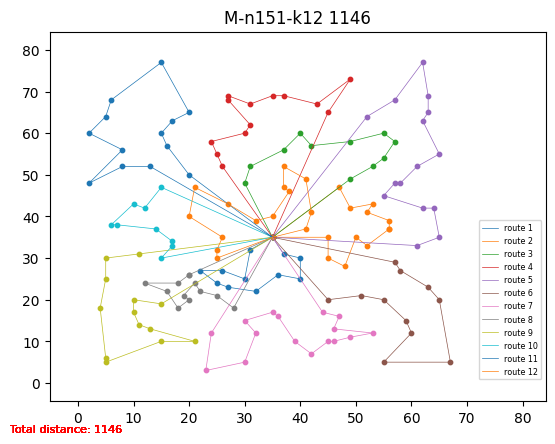 M-n151-k12 1146
80
70
60
50
40
30
20
10
0
0 10 20 30 40 50 60 70 80
route 1
route 2
route 3
route 4
route 5
route 6
route 7
route 8
route 9
route 10
route 11
route 12
Total distance: 1146